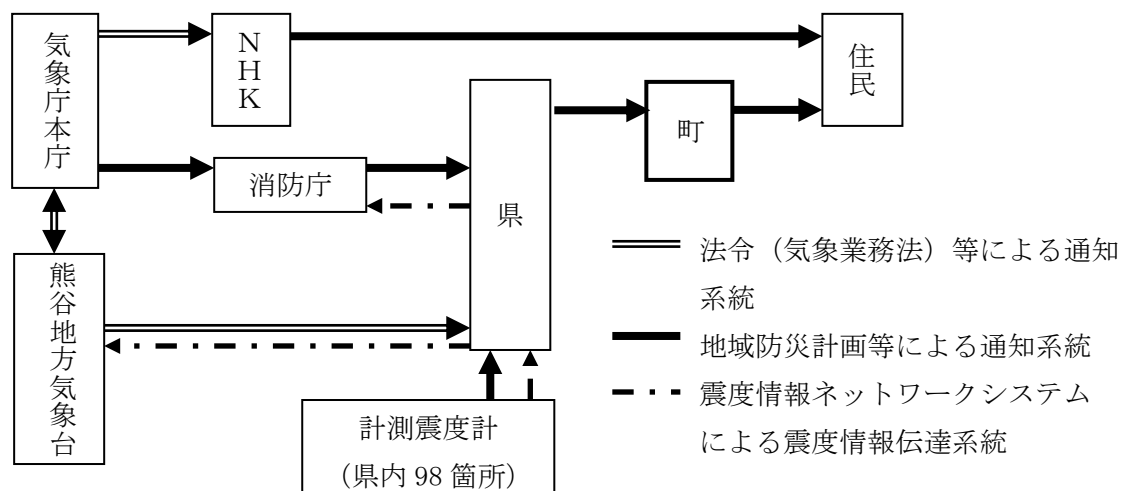 気象庁本庁
NHK
住民
町
消防庁
県
熊谷地方気象台
計測震度計
（県内 98 箇所）
法令（気象業務法）等による通知
系統
地域防災計画等による通知系統
震度情報ネットワークシステム
による震度情報伝達系統